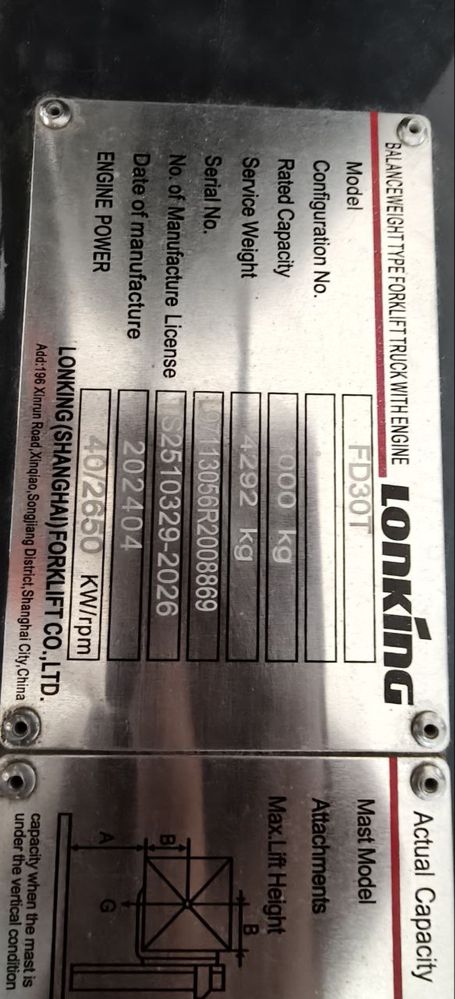 BALANCEWEIGHT TYPE FORKLIFT TRUCK WITH ENGINE LONKING
Model FD30T
Configuration No.
Rated Capacity 3000 kg
Service Weight 4292 kg
Serial No.
No. of Manufacture License TS2510329-2026
Date of manufacture 202404
ENGINE POWER 40/2650 KW/rpm
LONKING (SHANGHAI) FORKLIFT CO.,LTD.
Add:196 Xinrun Road,Xinqiao,Songjiang District,Shanghai City,China
Actual Capacity
Mast Model
Attachments
Max.Lift Height
B
B
A
G
capacity when the mast is
under the vertical condition